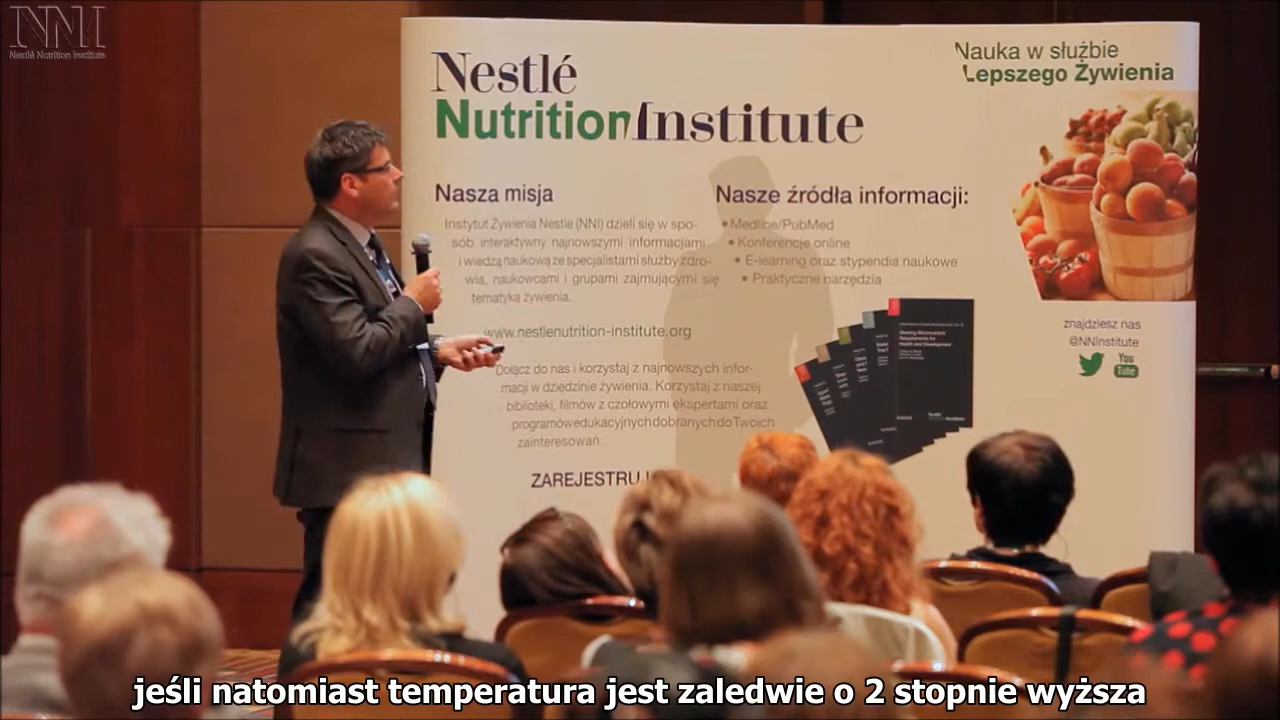 NNI
Nestlé Nutrition Institute
Nestlé
NutritionInstitute
Nauka w służbie
Lepszego Żywienia
Nasza misja
Instytut Żywienia Nestle (NNI) dzieli się w spo-
sób interaktywny najnowszymi informacjami
i wiedzą naukową ze specjalistami służby zdro-
wia, naukowcami i grupami zajmującymi się
tematyką żywienia.
www.nestlenutrition-institute.org
Dołącz do nas i korzystaj z najnowszych infor-
macji w dziedzinie żywienia. Korzystaj z naszej
biblioteki, filmów z czołowymi ekspertami oraz
programów edukacyjnych dobranych do Twoich
zainteresowań.
ZAREJESTRUJ
Nasze źródła informacji:
• Medline/PubMed
• Konferencje online
• E-learning oraz stypendia naukowe
• Praktyczne narzędzia
znajdziesz nas
@NNInstitute
You
Tube
jeśli natomiast temperatura jest zaledwie o 2 stopnie wyższa